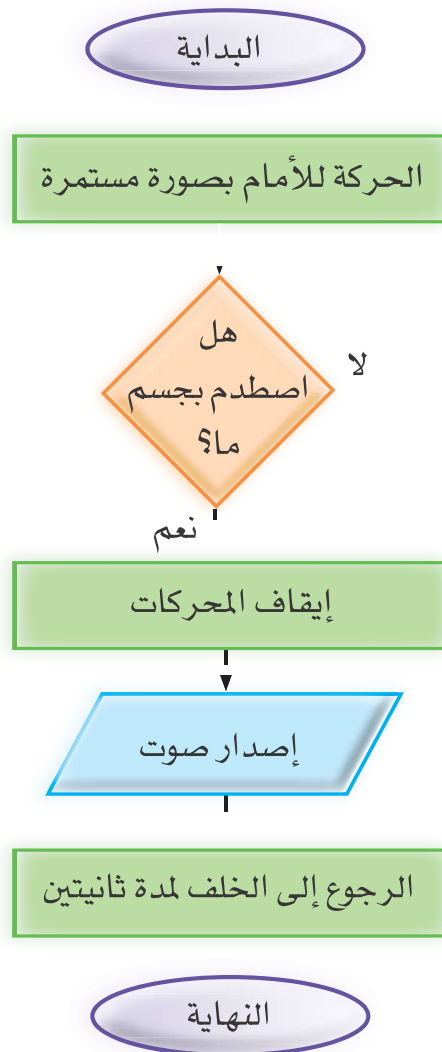 البداية
الحركة للأمام بصورة مستمرة
هل
اصطدم بجسم
ما؟
لا
نعم
إيقاف المحركات
إصدار صوت
الرجوع إلى الخلف لمدة ثانيتين
النهاية